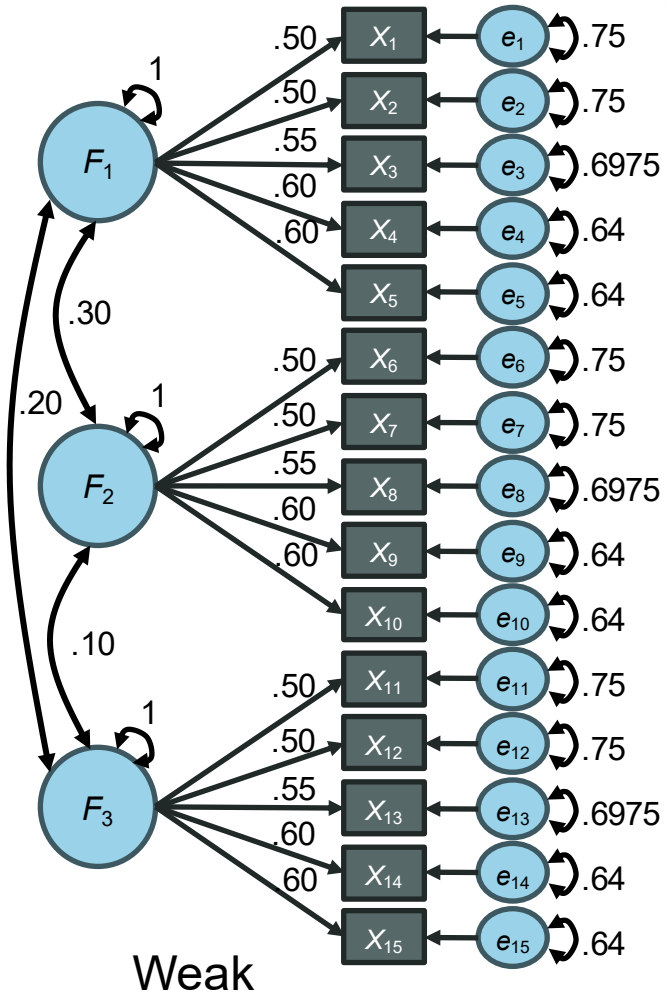 .50 X1 e1 .75
1
.50 X2 e2 .75
F1 .55 X3 e3 .6975
.60 X4 e4 .64
.60 X5 e5 .64
.30
.50 X6 e6 .75
.20 1
.50 X7 e7 .75
F2 .55 X8 e8 .6975
.60 X9 e9 .64
.60 X10 e10 .64
.10
.50 X11 e11 .75
1
.50 X12 e12 .75
F3 .55 X13 e13 .6975
.60 X14 e14 .64
60 X15 e15 .64
Weak